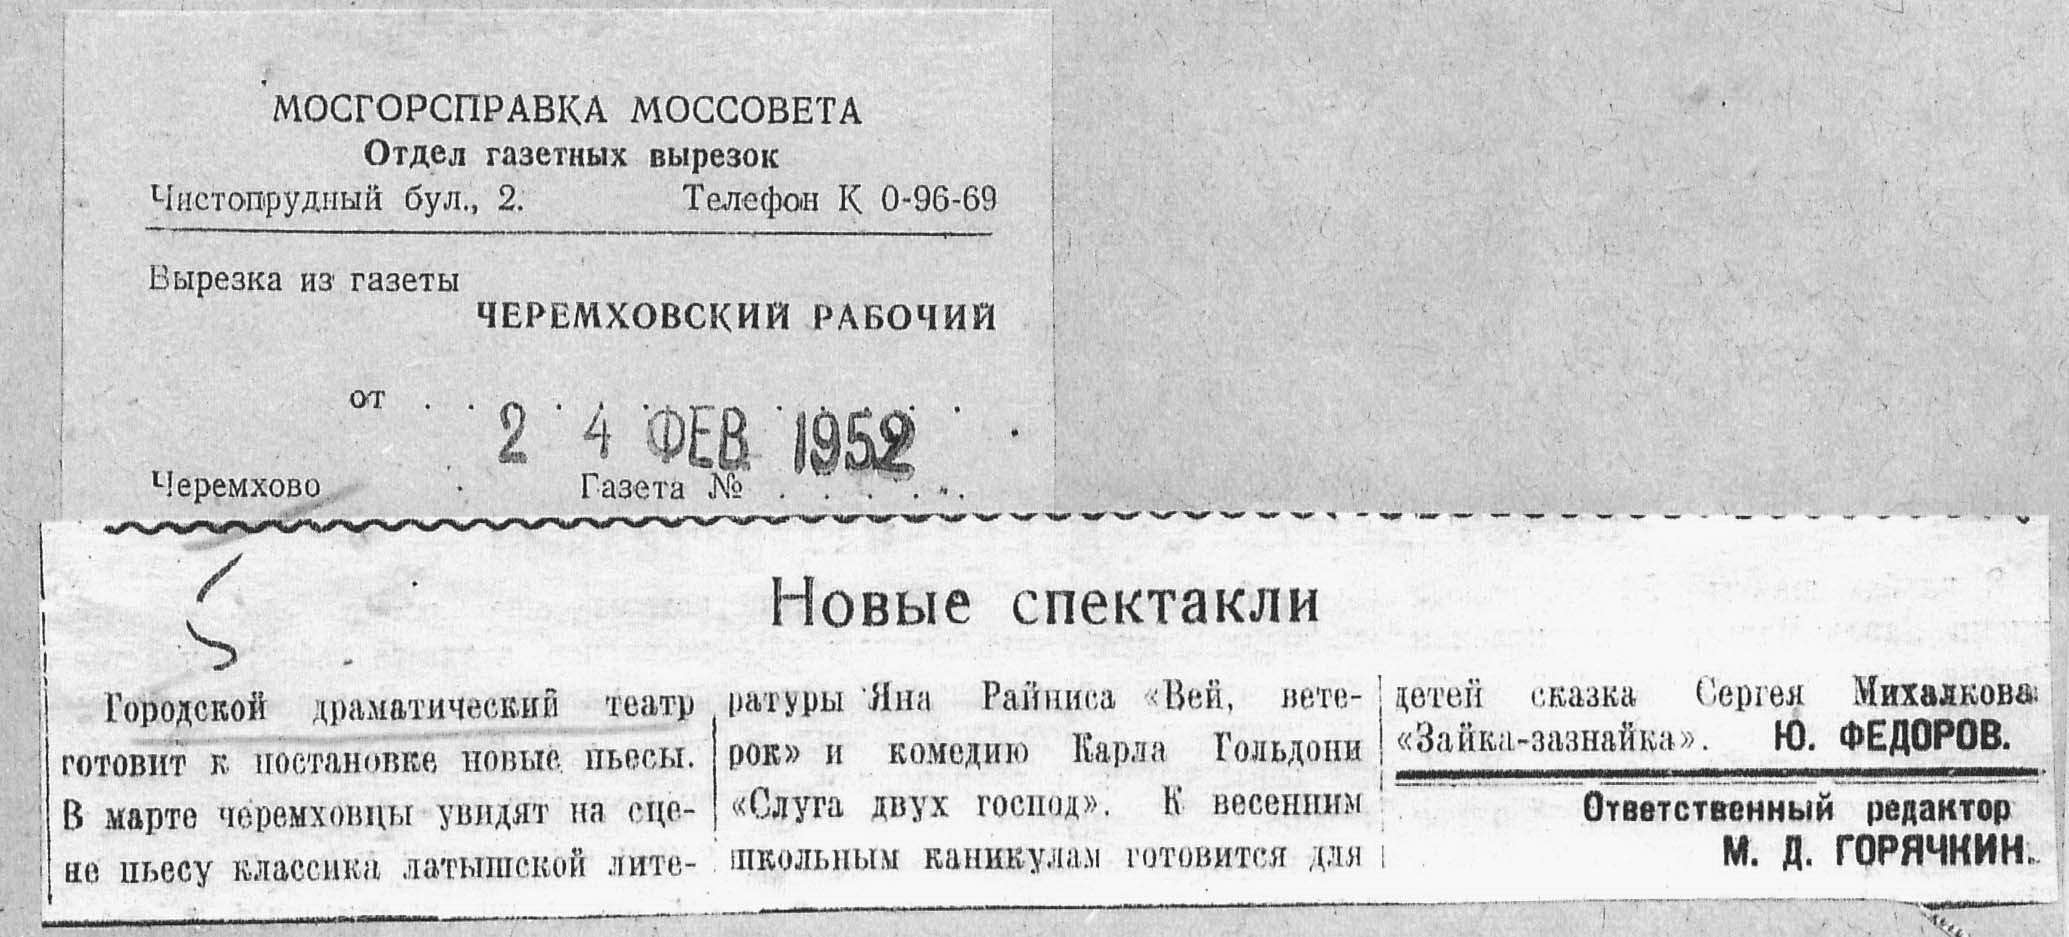 МОСГОРСПРАВКА МОССОВЕТА
Отдел газетных вырезок
Чистопрудный бул., 2. Телефон К 0-96-69
Вырезка из газеты
ЧЕРЕМХОВСКИЙ РАБОЧИЙ
от . . 2 4 ФЕВ 1952
Черемхово . Газета № . . . . . .
Новые спектакли
Городской драматический театр
готовит к постановке новые пьесы.
В марте черемховцы увидят на сце-
не пьесу классика латышской лите-
ратуры Яна Райниса «Вей, вете-
рок» и комедию Карла Гольдони
«Слуга двух господ». К весенним
школьным каникулам готовится для
детей сказка Сергея Михалкова
«Зайка-зазнайка». Ю. ФЕДОРОВ.
Ответственный редактор
М. Д. ГОРЯЧКИН.